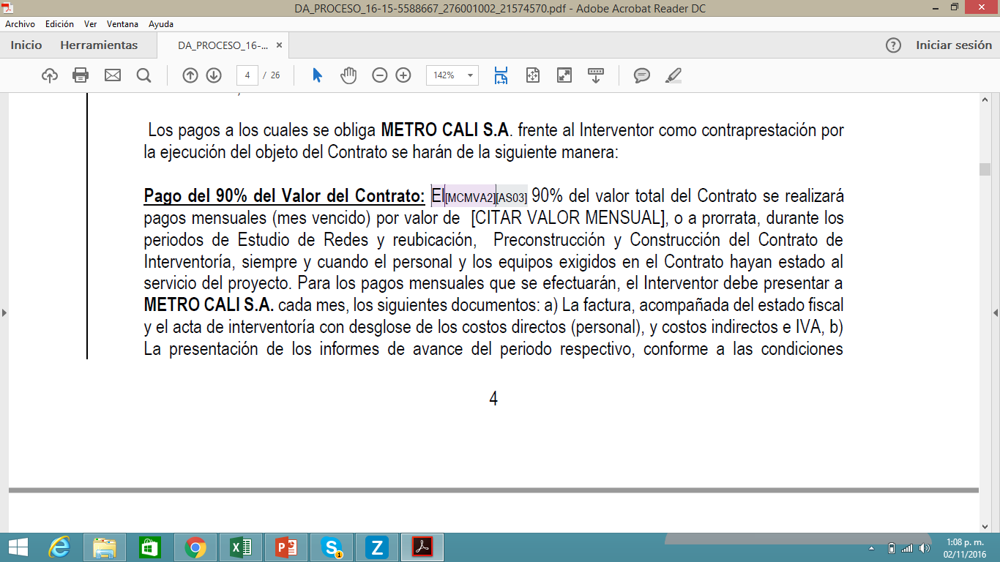 DA_PROCESO_16-15-5588667_276001002_21574570.pdf - Adobe Acrobat Reader DC
Archivo Edición Ver Ventana Ayuda
Inicio Herramientas DA_PROCESO_16-... × Iniciar sesión
4 / 26 142%
Los pagos a los cuales se obliga METRO CALI S.A. frente al Interventor como contraprestación por
la ejecución del objeto del Contrato se harán de la siguiente manera:
Pago del 90% del Valor del Contrato: El[MCMVA2][AS03] 90% del valor total del Contrato se realizará
pagos mensuales (mes vencido) por valor de [CITAR VALOR MENSUAL], o a prorrata, durante los
periodos de Estudio de Redes y reubicación, Preconstrucción y Construcción del Contrato de
Interventoría, siempre y cuando el personal y los equipos exigidos en el Contrato hayan estado al
servicio del proyecto. Para los pagos mensuales que se efectuarán, el Interventor debe presentar a
METRO CALI S.A. cada mes, los siguientes documentos: a) La factura, acompañada del estado fiscal
y el acta de interventoría con desglose de los costos directos (personal), y costos indirectos e IVA, b)
La presentación de los informes de avance del periodo respectivo, conforme a las condiciones
4
1:08 p. m.
02/11/2016